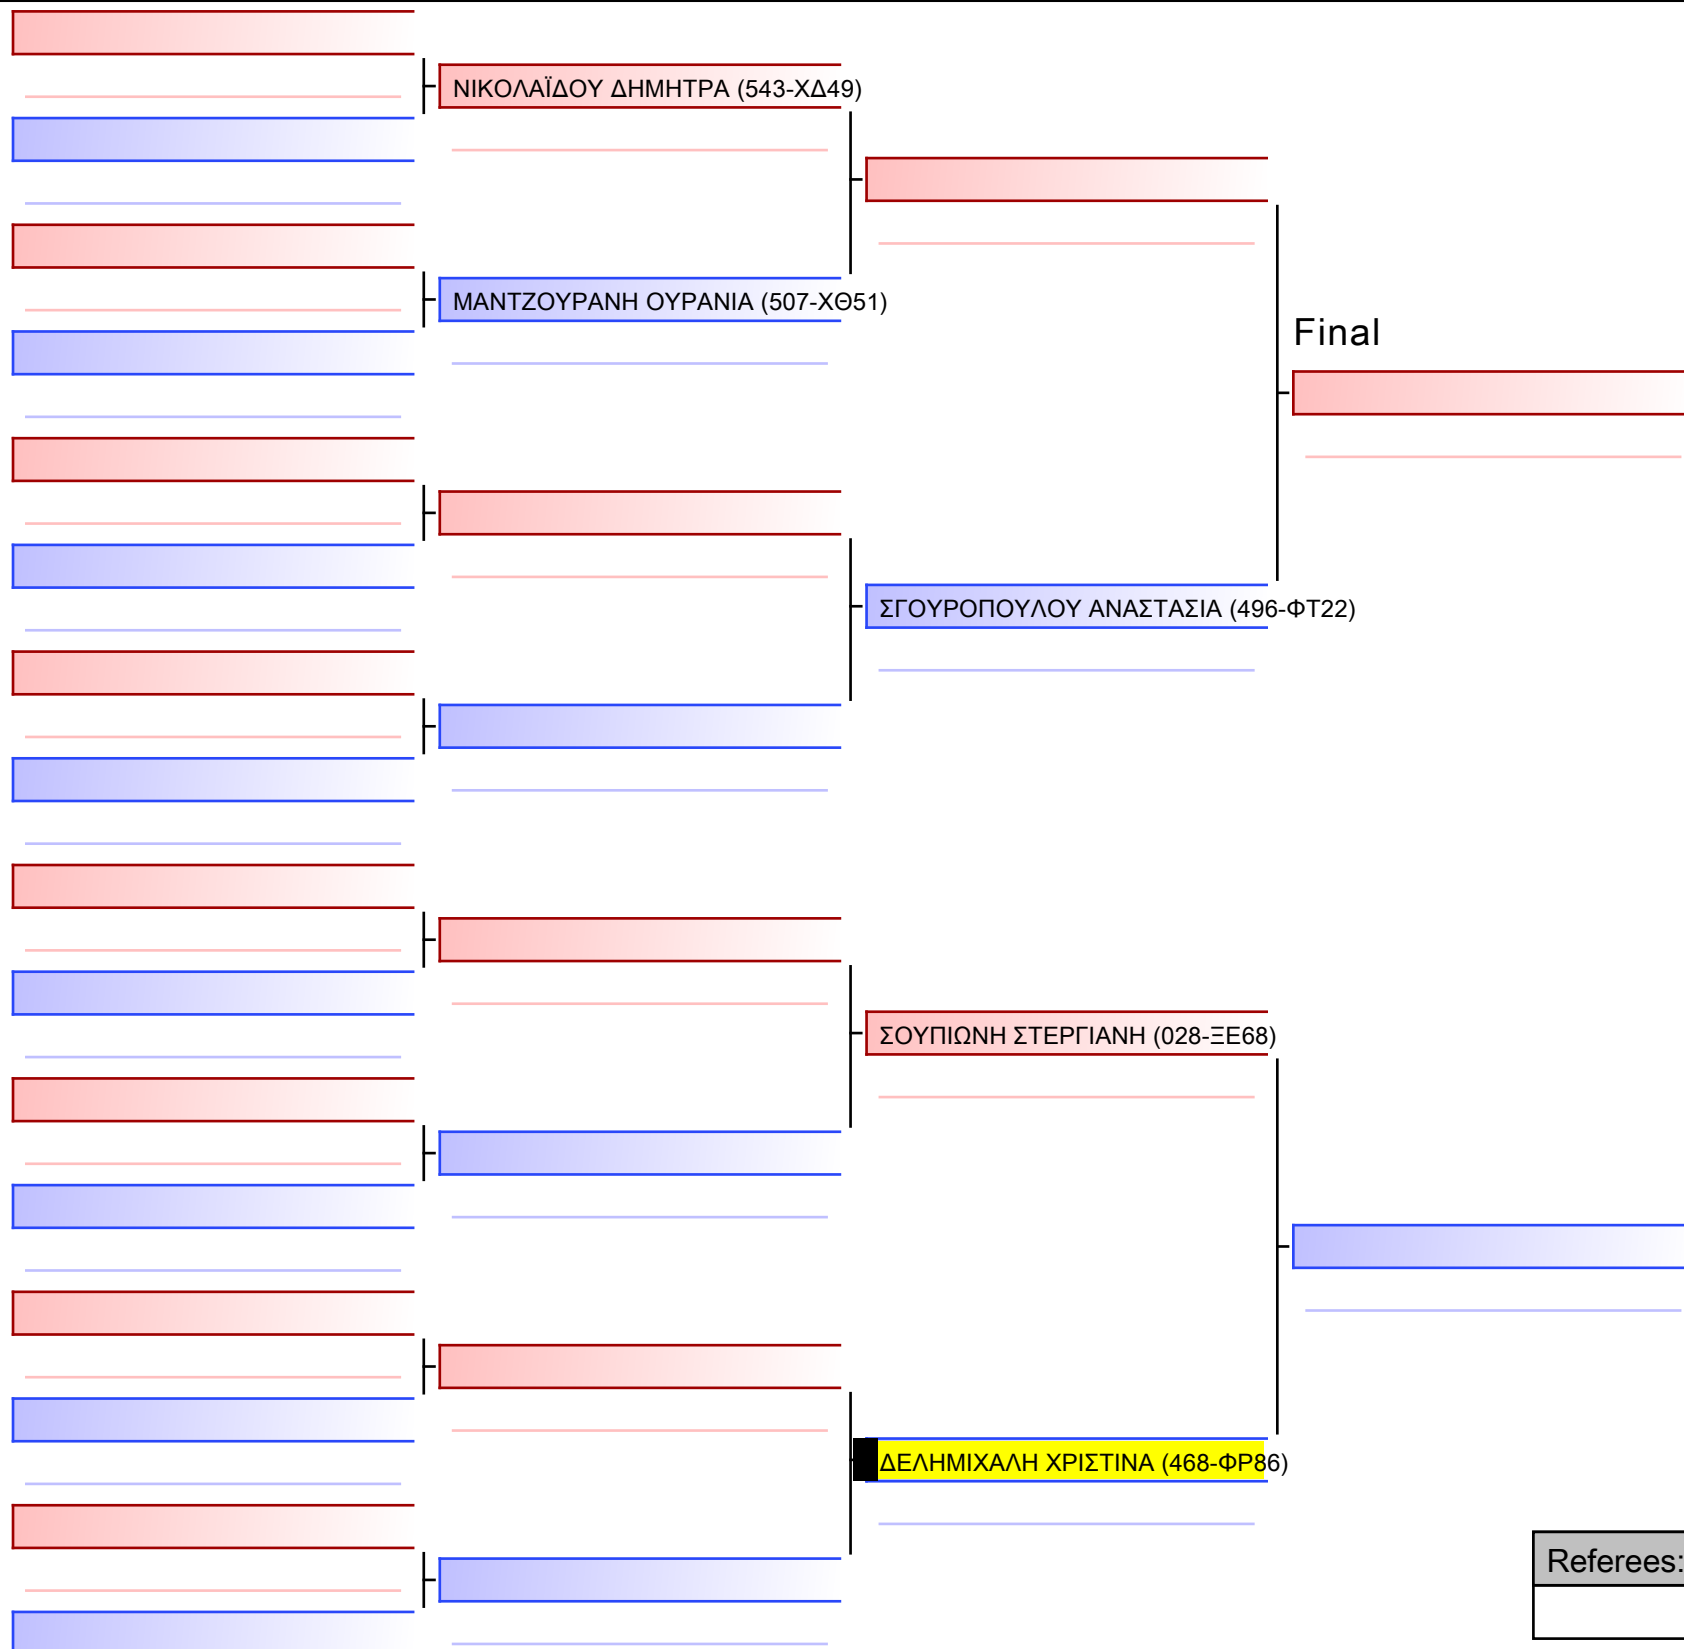 ΝΙΚΟΛΑΪΔΟΥ ΔΗΜΗΤΡΑ (543-ΧΔ49)
ΜΑΝΤΖΟΥΡΑΝΗ ΟΥΡΑΝΙΑ (507-ΧΘ51)
Final
ΣΓΟΥΡΟΠΟΥΛΟΥ ΑΝΑΣΤΑΣΙΑ (496-ΦΤ22)
ΣΟΥΠΙΩΝΗ ΣΤΕΡΓΙΑΝΗ (028-ΞΕ68)
ΔΕΛΗΜΙΧΑΛΗ ΧΡΙΣΤΙΝΑ (468-ΦΡ86)
Referees: